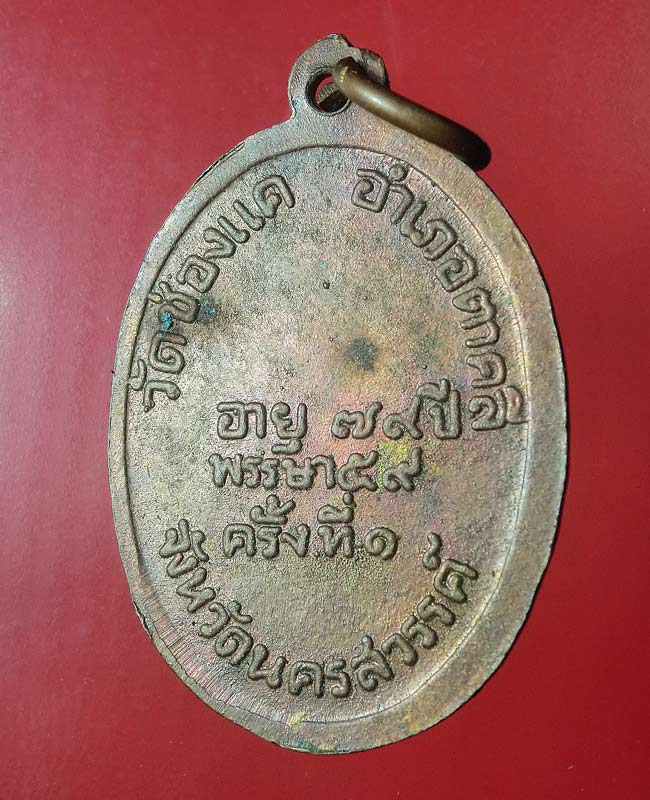 วัดช่องแค อำเภอตาคลี
อายุ ๗๙ปี
พรรษา๕๙
ครั้งที่๑
จังหวัดนครสวรรค์